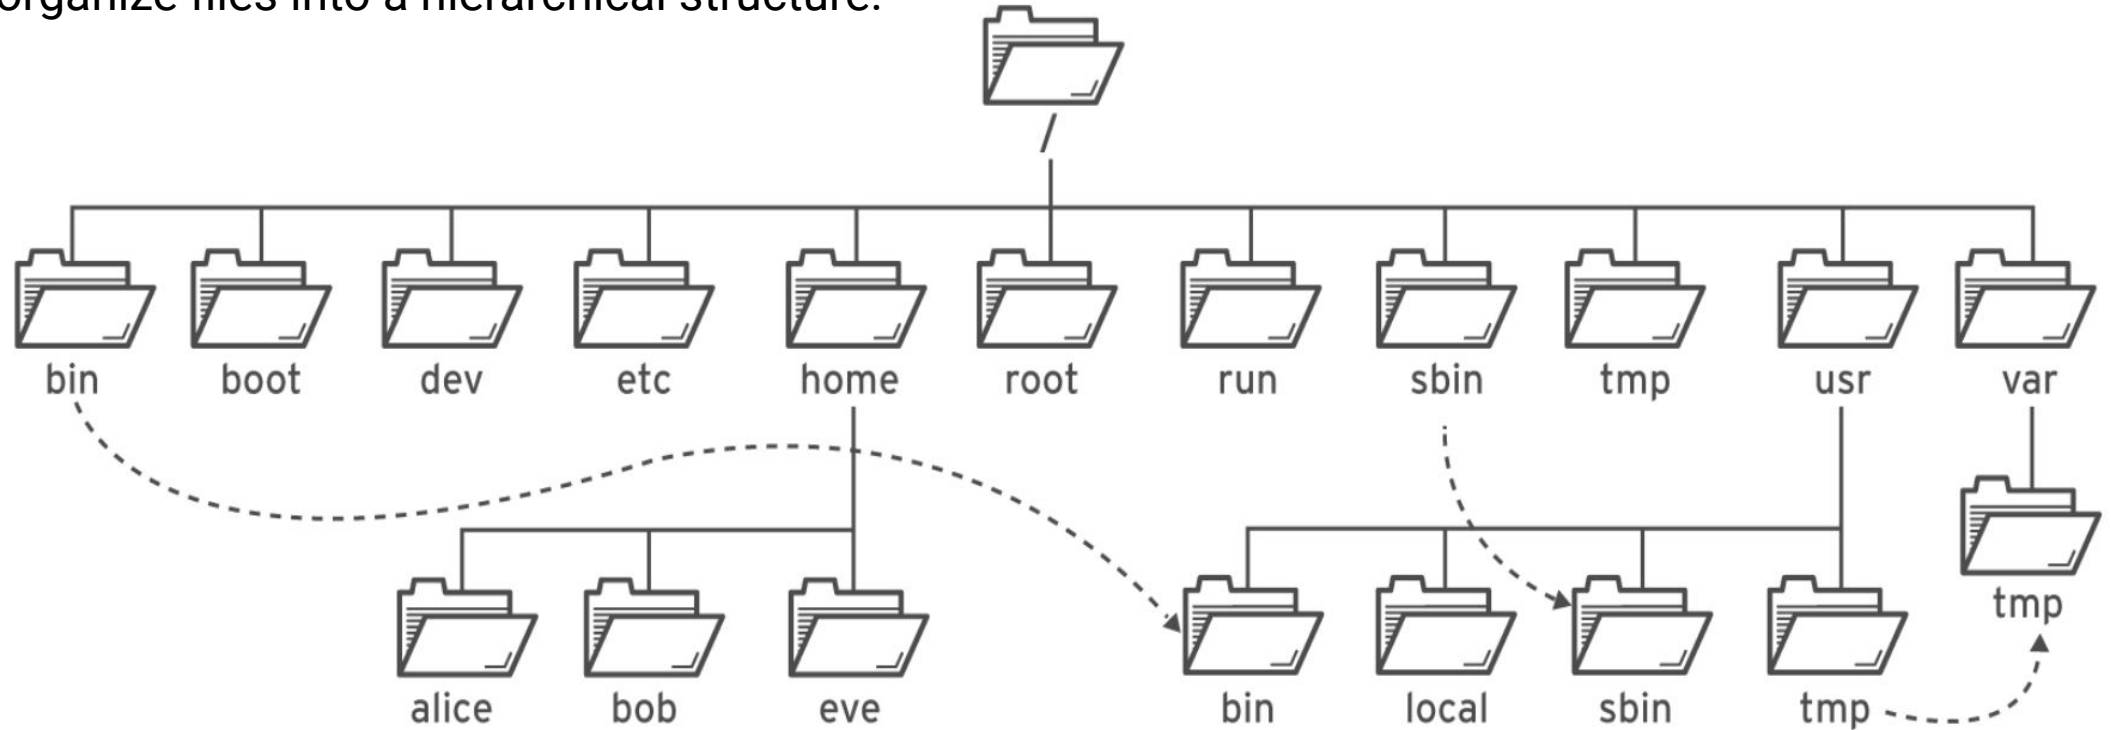 organize files into a hierarchical structure.
/
bin boot dev etc home root run sbin tmp usr var
tmp
alice bob eve bin local sbin tmp